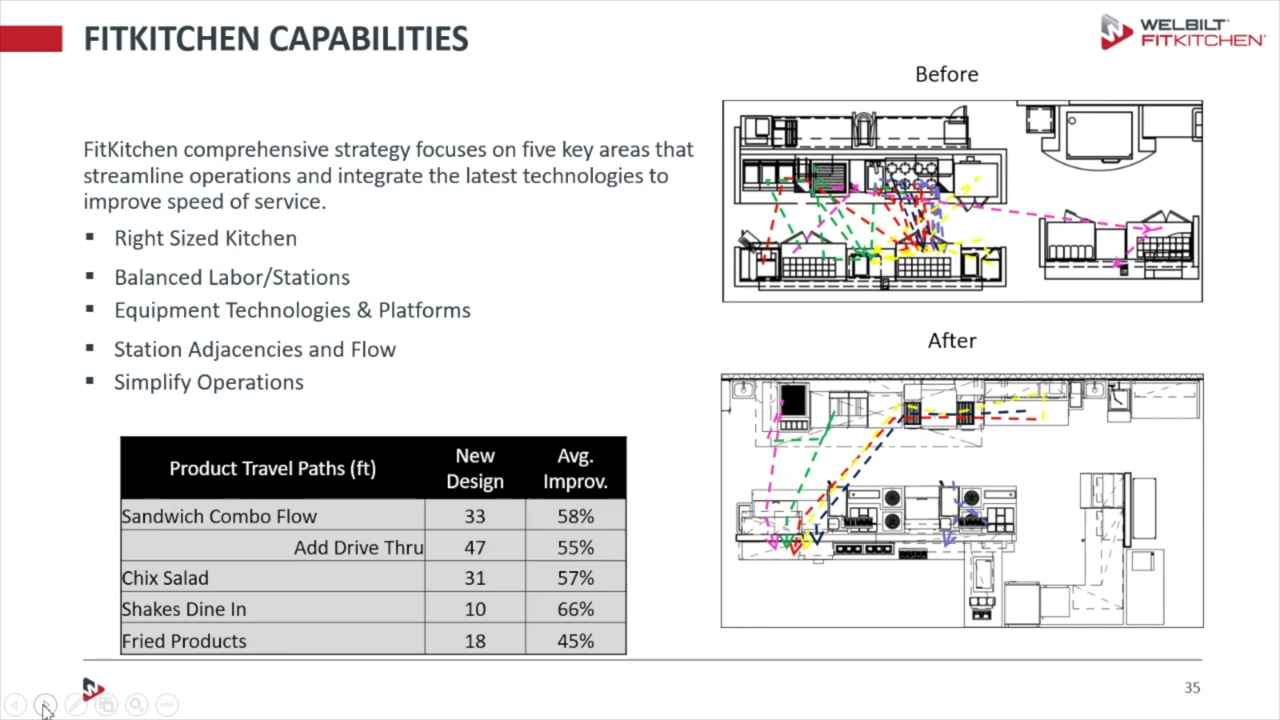 FITKITCHEN CAPABILITIES
WELBILT
FITKITCHEN
FitKitchen comprehensive strategy focuses on five key areas that
streamline operations and integrate the latest technologies to
improve speed of service.
▪ Right Sized Kitchen
▪ Balanced Labor/Stations
▪ Equipment Technologies & Platforms
▪ Station Adjacencies and Flow
▪ Simplify Operations
Before
After
Product Travel Paths (ft) New Design Avg. Improv.
Sandwich Combo Flow 33 58%
Add Drive Thru 47 55%
Chix Salad 31 57%
Shakes Dine In 10 66%
Fried Products 18 45%
35